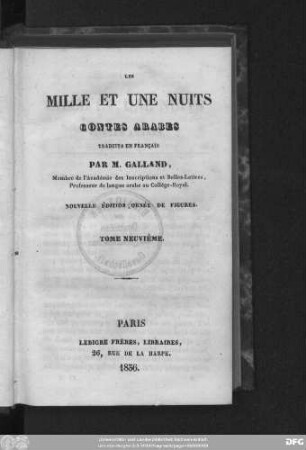 LES
MILLE ET UNE NUITS
CONTES ARABES
TRADUITS EN FRANÇAIS
PAR M. GALLAND,
Membre de l'Académie des Inscriptions et Belles-Lettres,
Professeur de langue arabe au Collége-Royal.
NOUVELLE ÉDITION ORNÉE DE FIGURES.
TOME NEUVIÈME.
PARIS
LEBIGRE FRÈRES, LIBRAIRES,
26, RUE DE LA HARPE.
1836.
DFG